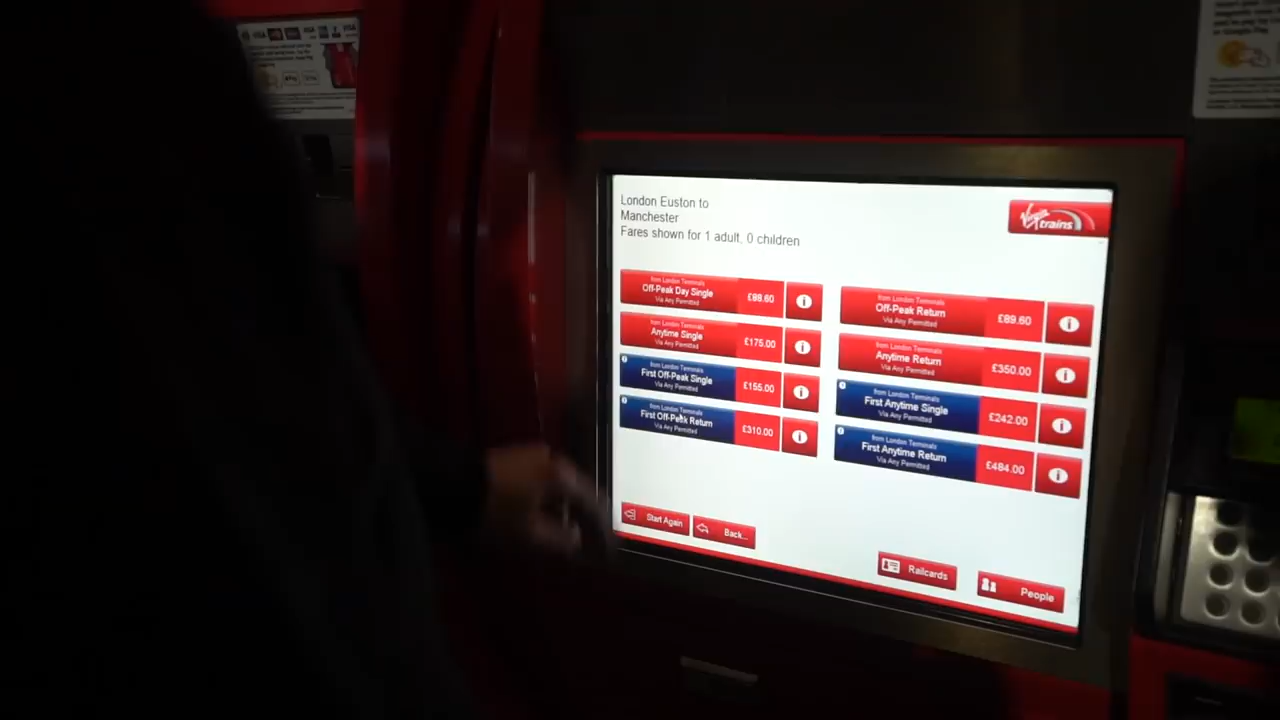 VISA
VISA
London Euston to
Manchester
Fares shown for 1 adult, 0 children
Virgin
trains
from London Terminals
Off-Peak Day Single
Via Any Permitted
£88.60
from London Terminals
Anytime Single
Via Any Permitted
£175.00
from London Terminals
First Off-Peak Single
Via Any Permitted
£155.00
from London Terminals
First Off-Peak Return
Via Any Permitted
£310.00
from London Terminals
Off-Peak Return
Via Any Permitted
£89.60
from London Terminals
Anytime Return
Via Any Permitted
£350.00
from London Terminals
First Anytime Single
Via Any Permitted
£242.00
from London Terminals
First Anytime Return
Via Any Permitted
£484.00
Start Again
Back...
Railcards
People